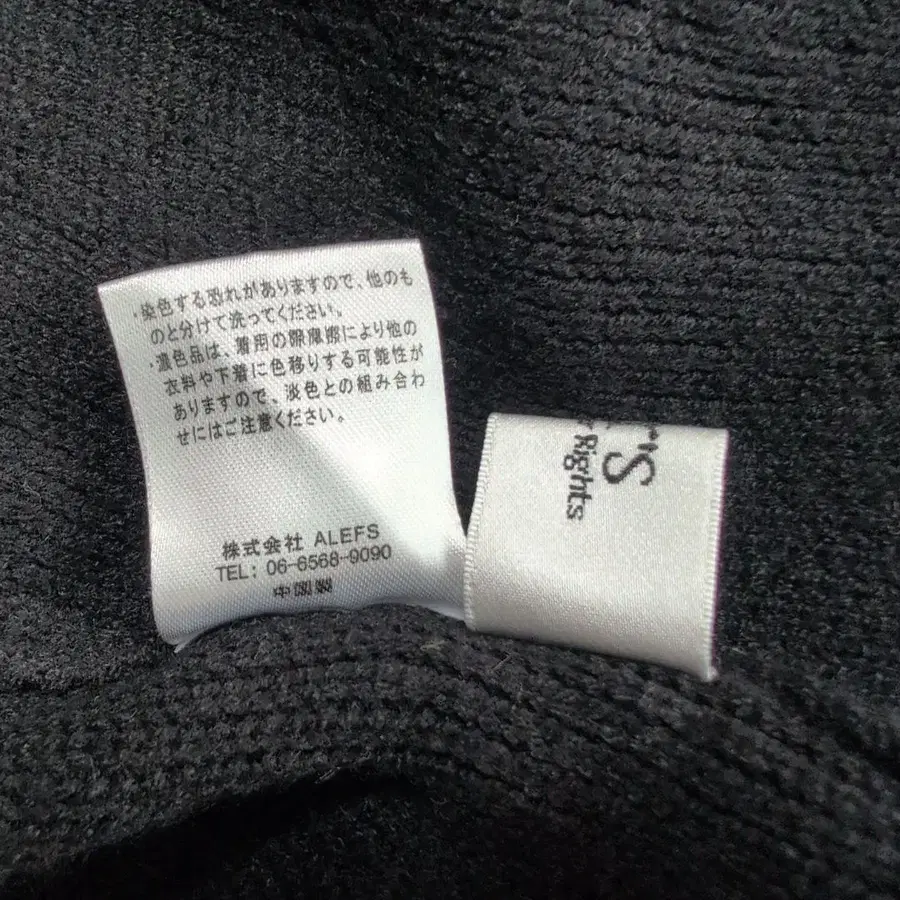 ・染色する恐れがありますので、他のも
のと分けて洗ってください。
・濃色品は、着用の際摩擦により他の
衣料や下着に色移りする可能性が
ありますので、淡色との組み合わ
せにはご注意ください。
株式会社 ALEFS
TEL: 06-6568-9090
中国製
Rights